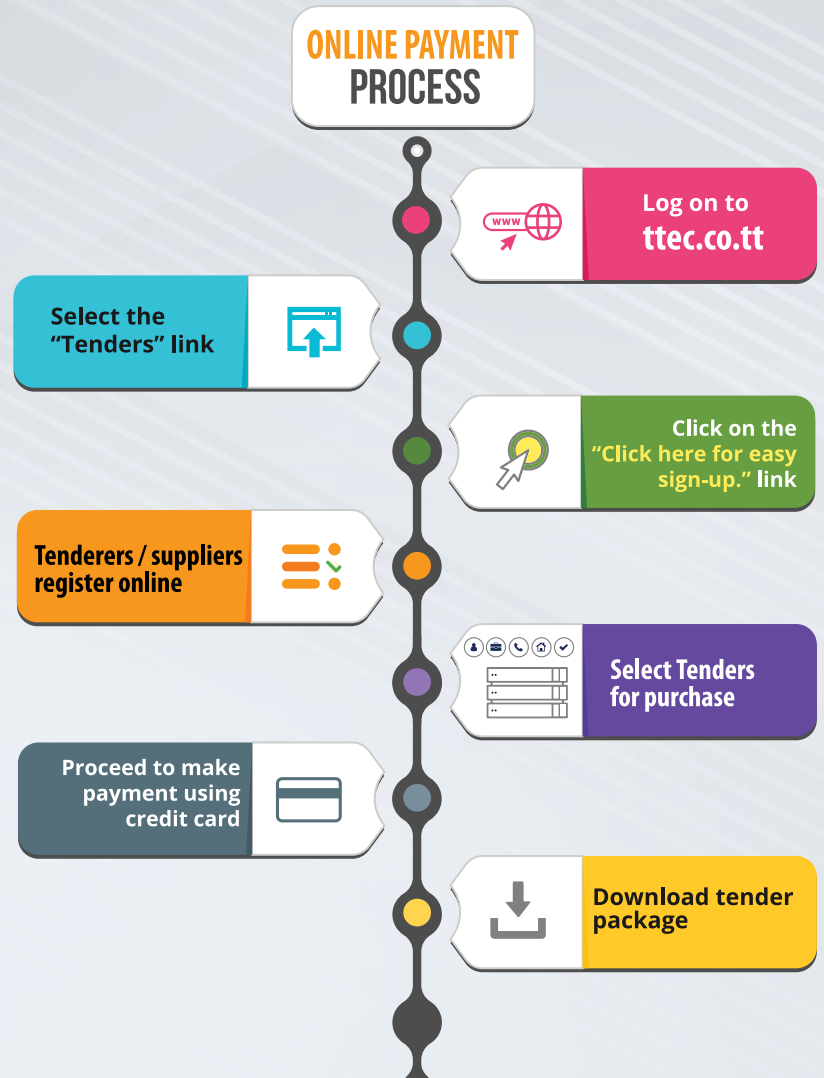 ONLINE PAYMENT
PROCESS
www
Log on to
ttec.co.tt
Select the
“Tenders” link
Click on the
“Click here for easy
sign-up.” link
Tenderers / suppliers
register online
Select Tenders
for purchase
Proceed to make
payment using
credit card
Download tender
package